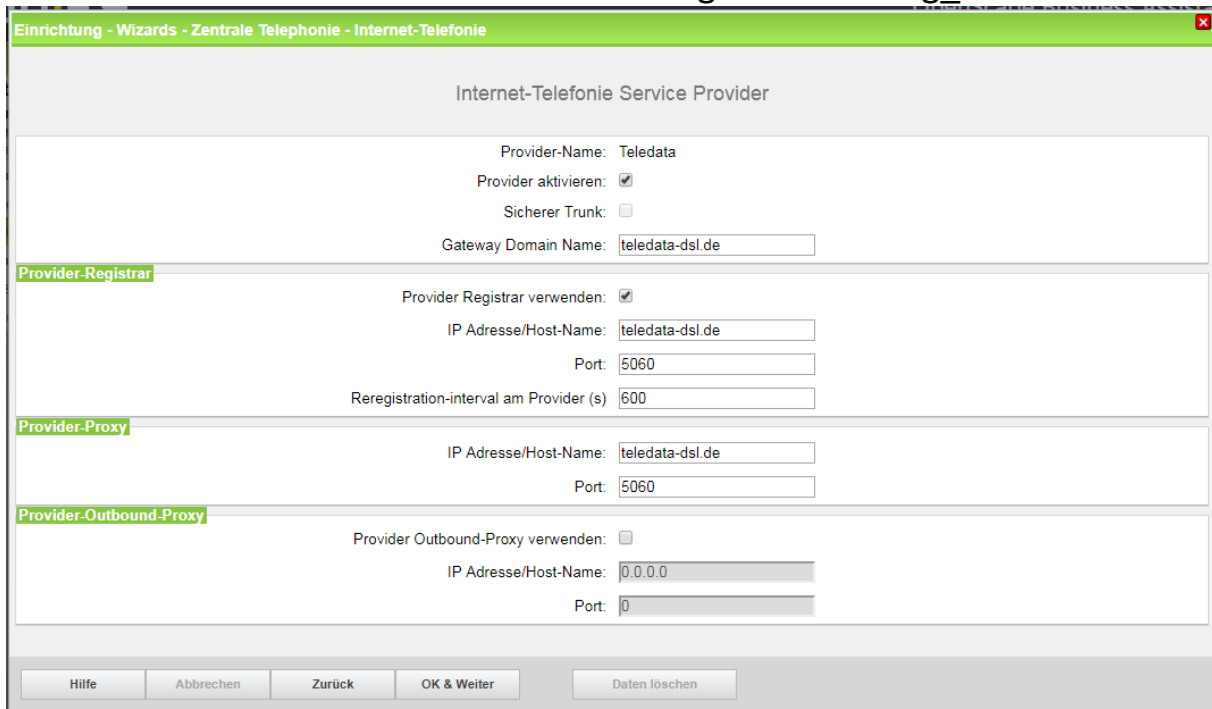 Einrichtung - Wizards - Zentrale Telephonie - Internet-Telefonie
Internet-Telefonie Service Provider
Provider-Name: Teledata
Provider aktivieren:
Sicherer Trunk:
Gateway Domain Name: teledata-dsl.de
Provider-Registrar
Provider Registrar verwenden:
IP Adresse/Host-Name: teledata-dsl.de
Port: 5060
Reregistration-interval am Provider (s) 600
Provider-Proxy
IP Adresse/Host-Name: teledata-dsl.de
Port: 5060
Provider-Outbound-Proxy
Provider Outbound-Proxy verwenden:
IP Adresse/Host-Name: 0.0.0.0
Port: 0
Hilfe Abbrechen Zurück OK & Weiter Daten löschen